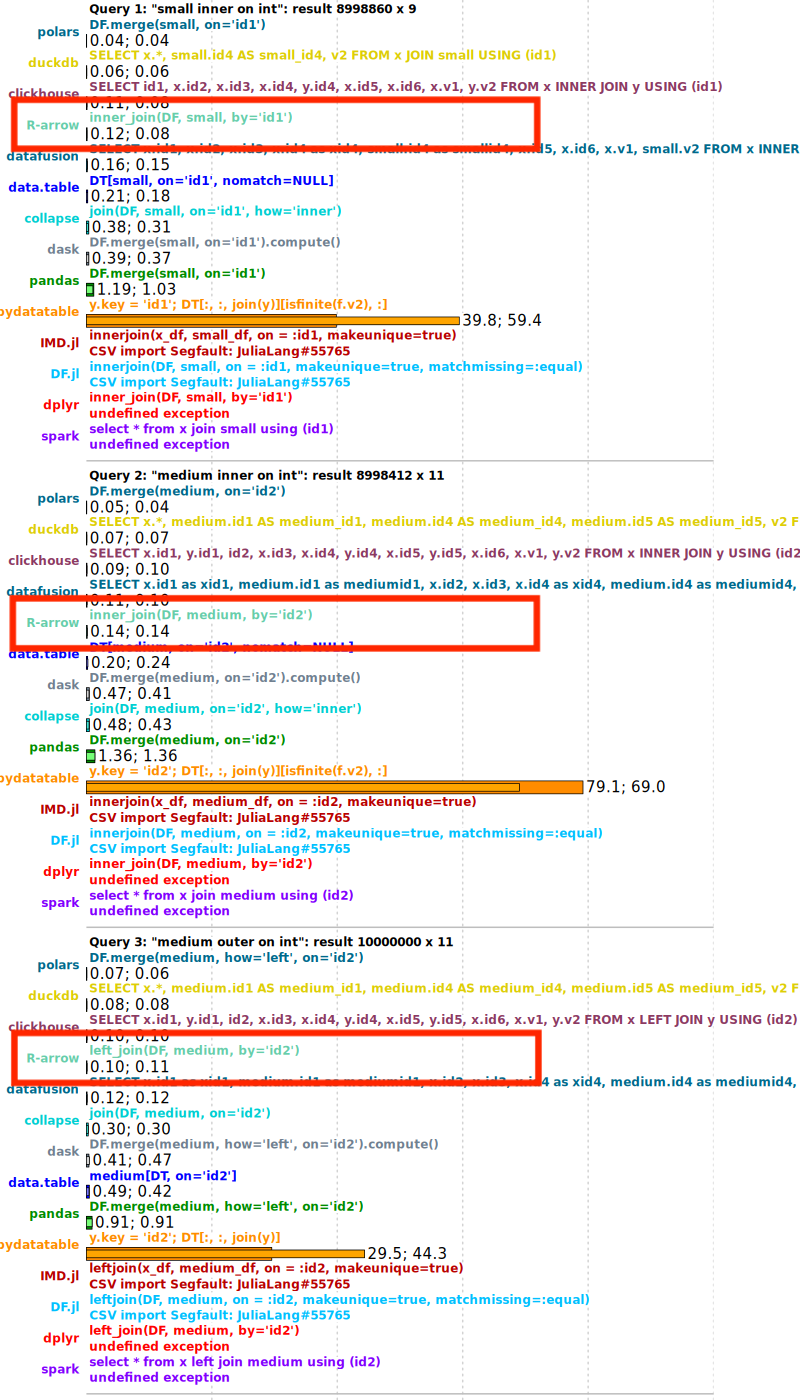 Query 1: "small inner on int": result 8998860 x 9
polars DF.merge(small, on='id1')
0.04; 0.04
duckdb SELECT x.*, small.id4 AS small_id4, v2 FROM x JOIN small USING (id1)
0.06; 0.06
clickhouse SELECT id1, x.id2, x.id3, x.id4, y.id4, x.id5, x.id6, x.v1, y.v2 FROM x INNER JOIN y USING (id1)
0.11; 0.08
R-arrow inner_join(DF, small, by='id1')
0.12; 0.08
datafusion SELECT x.id1, x.id2, x.id3, x.id4 as xid4, small.id4 as smallid4, x.id5, x.id6, x.v1, small.v2 FROM x INNER
0.16; 0.15
data.table DT[small, on='id1', nomatch=NULL]
0.21; 0.18
collapse join(DF, small, on='id1', how='inner')
0.38; 0.31
dask DF.merge(small, on='id1').compute()
0.39; 0.37
pandas DF.merge(small, on='id1')
1.19; 1.03
pydatatable y.key = 'id1'; DT[:, :, join(y)][isfinite(f.v2), :]
39.8; 59.4
IMD.jl innerjoin(x_df, small_df, on = :id1, makeunique=true)
CSV import Segfault: JuliaLang#55765
DF.jl innerjoin(DF, small, on = :id1, makeunique=true, matchmissing=:equal)
CSV import Segfault: JuliaLang#55765
dplyr inner_join(DF, small, by='id1')
undefined exception
spark select * from x join small using (id1)
undefined exception
Query 2: "medium inner on int": result 8998412 x 11
polars DF.merge(medium, on='id2')
0.05; 0.04
duckdb SELECT x.*, medium.id1 AS medium_id1, medium.id4 AS medium_id4, medium.id5 AS medium_id5, v2 F
0.07; 0.07
clickhouse SELECT x.id1, y.id1, id2, x.id3, x.id4, y.id4, x.id5, y.id5, x.id6, x.v1, y.v2 FROM x INNER JOIN y USING (id2
0.09; 0.10
datafusion SELECT x.id1 as xid1, medium.id1 as mediumid1, x.id2, x.id3, x.id4 as xid4, medium.id4 as mediumid4,
0.11; 0.10
R-arrow inner_join(DF, medium, by='id2')
0.14; 0.14
data.table DT[medium, on='id2', nomatch=NULL]
0.20; 0.24
dask DF.merge(medium, on='id2').compute()
0.47; 0.41
collapse join(DF, medium, on='id2', how='inner')
0.48; 0.43
pandas DF.merge(medium, on='id2')
1.36; 1.36
pydatatable y.key = 'id2'; DT[:, :, join(y)][isfinite(f.v2), :]
79.1; 69.0
IMD.jl innerjoin(x_df, medium_df, on = :id2, makeunique=true)
CSV import Segfault: JuliaLang#55765
DF.jl innerjoin(DF, medium, on = :id2, makeunique=true, matchmissing=:equal)
CSV import Segfault: JuliaLang#55765
dplyr inner_join(DF, medium, by='id2')
undefined exception
spark select * from x join medium using (id2)
undefined exception
Query 3: "medium outer on int": result 10000000 x 11
polars DF.merge(medium, how='left', on='id2')
0.07; 0.06
duckdb SELECT x.*, medium.id1 AS medium_id1, medium.id4 AS medium_id4, medium.id5 AS medium_id5, v2 F
0.08; 0.08
clickhouse SELECT x.id1, y.id1, id2, x.id3, x.id4, y.id4, x.id5, y.id5, x.id6, x.v1, y.v2 FROM x LEFT JOIN y USING (id2)
0.10; 0.10
R-arrow left_join(DF, medium, by='id2')
0.10; 0.11
datafusion SELECT x.id1 as xid1, medium.id1 as mediumid1, x.id2, x.id3, x.id4 as xid4, medium.id4 as mediumid4,
0.12; 0.12
collapse join(DF, medium, on='id2')
0.30; 0.30
dask DF.merge(medium, how='left', on='id2').compute()
0.41; 0.47
data.table medium[DT, on='id2']
0.49; 0.42
pandas DF.merge(medium, how='left', on='id2')
0.91; 0.91
pydatatable y.key = 'id2'; DT[:, :, join(y)]
29.5; 44.3
IMD.jl leftjoin(x_df, medium_df, on = :id2, makeunique=true)
CSV import Segfault: JuliaLang#55765
DF.jl leftjoin(DF, medium, on = :id2, makeunique=true, matchmissing=:equal)
CSV import Segfault: JuliaLang#55765
dplyr left_join(DF, medium, by='id2')
undefined exception
spark select * from x left join medium using (id2)
undefined exception